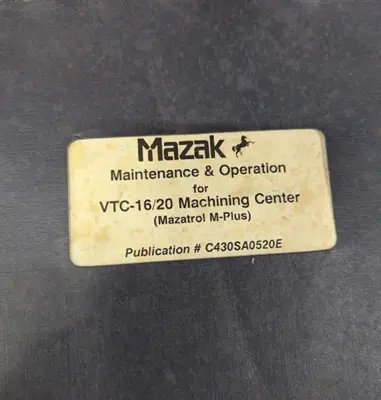 Mazak
Maintenance & Operation
for
VTC-16/20 Machining Center
(Mazatrol M-Plus)
Publication # C430SA0520E